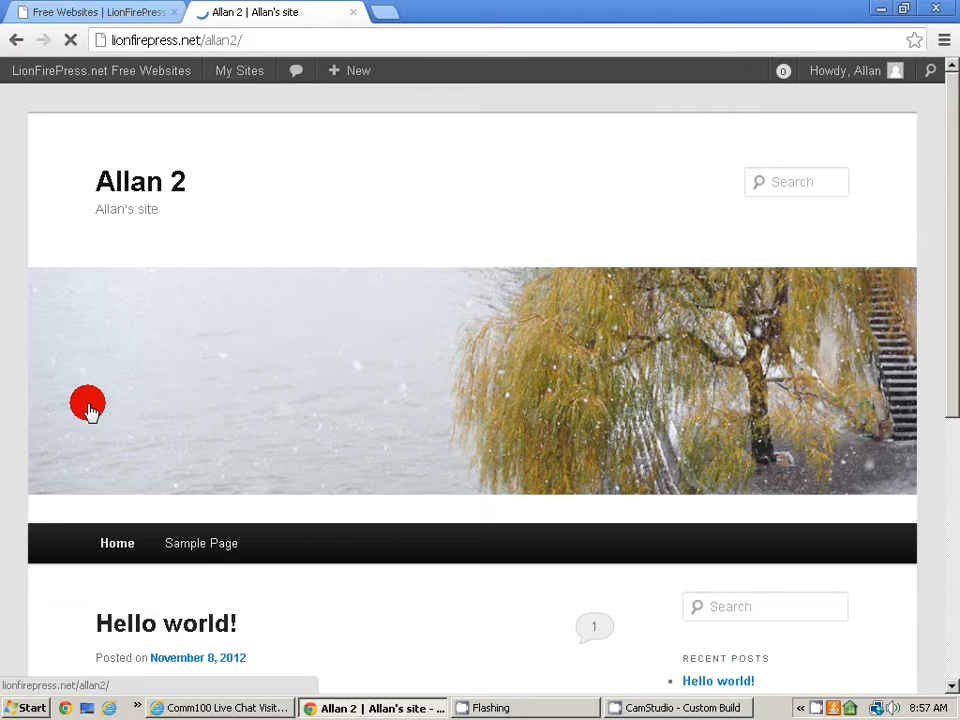 Free Websites | LionFirePress
Allan 2 | Allan's site
lionfirepress.net/allan2/
LionFirePress.net Free Websites
My Sites
New
0
Howdy, Allan
Allan 2
Search
Allan's site
Home
Sample Page
Hello world!
1
Search
Posted on November 8, 2012
RECENT POSTS
Hello world!
lionfirepress.net/allan2/
Start
Comm100 Live Chat Visit...
Allan 2 | Allan's site - ...
Flashing
CamStudio - Custom Build
8:57 AM